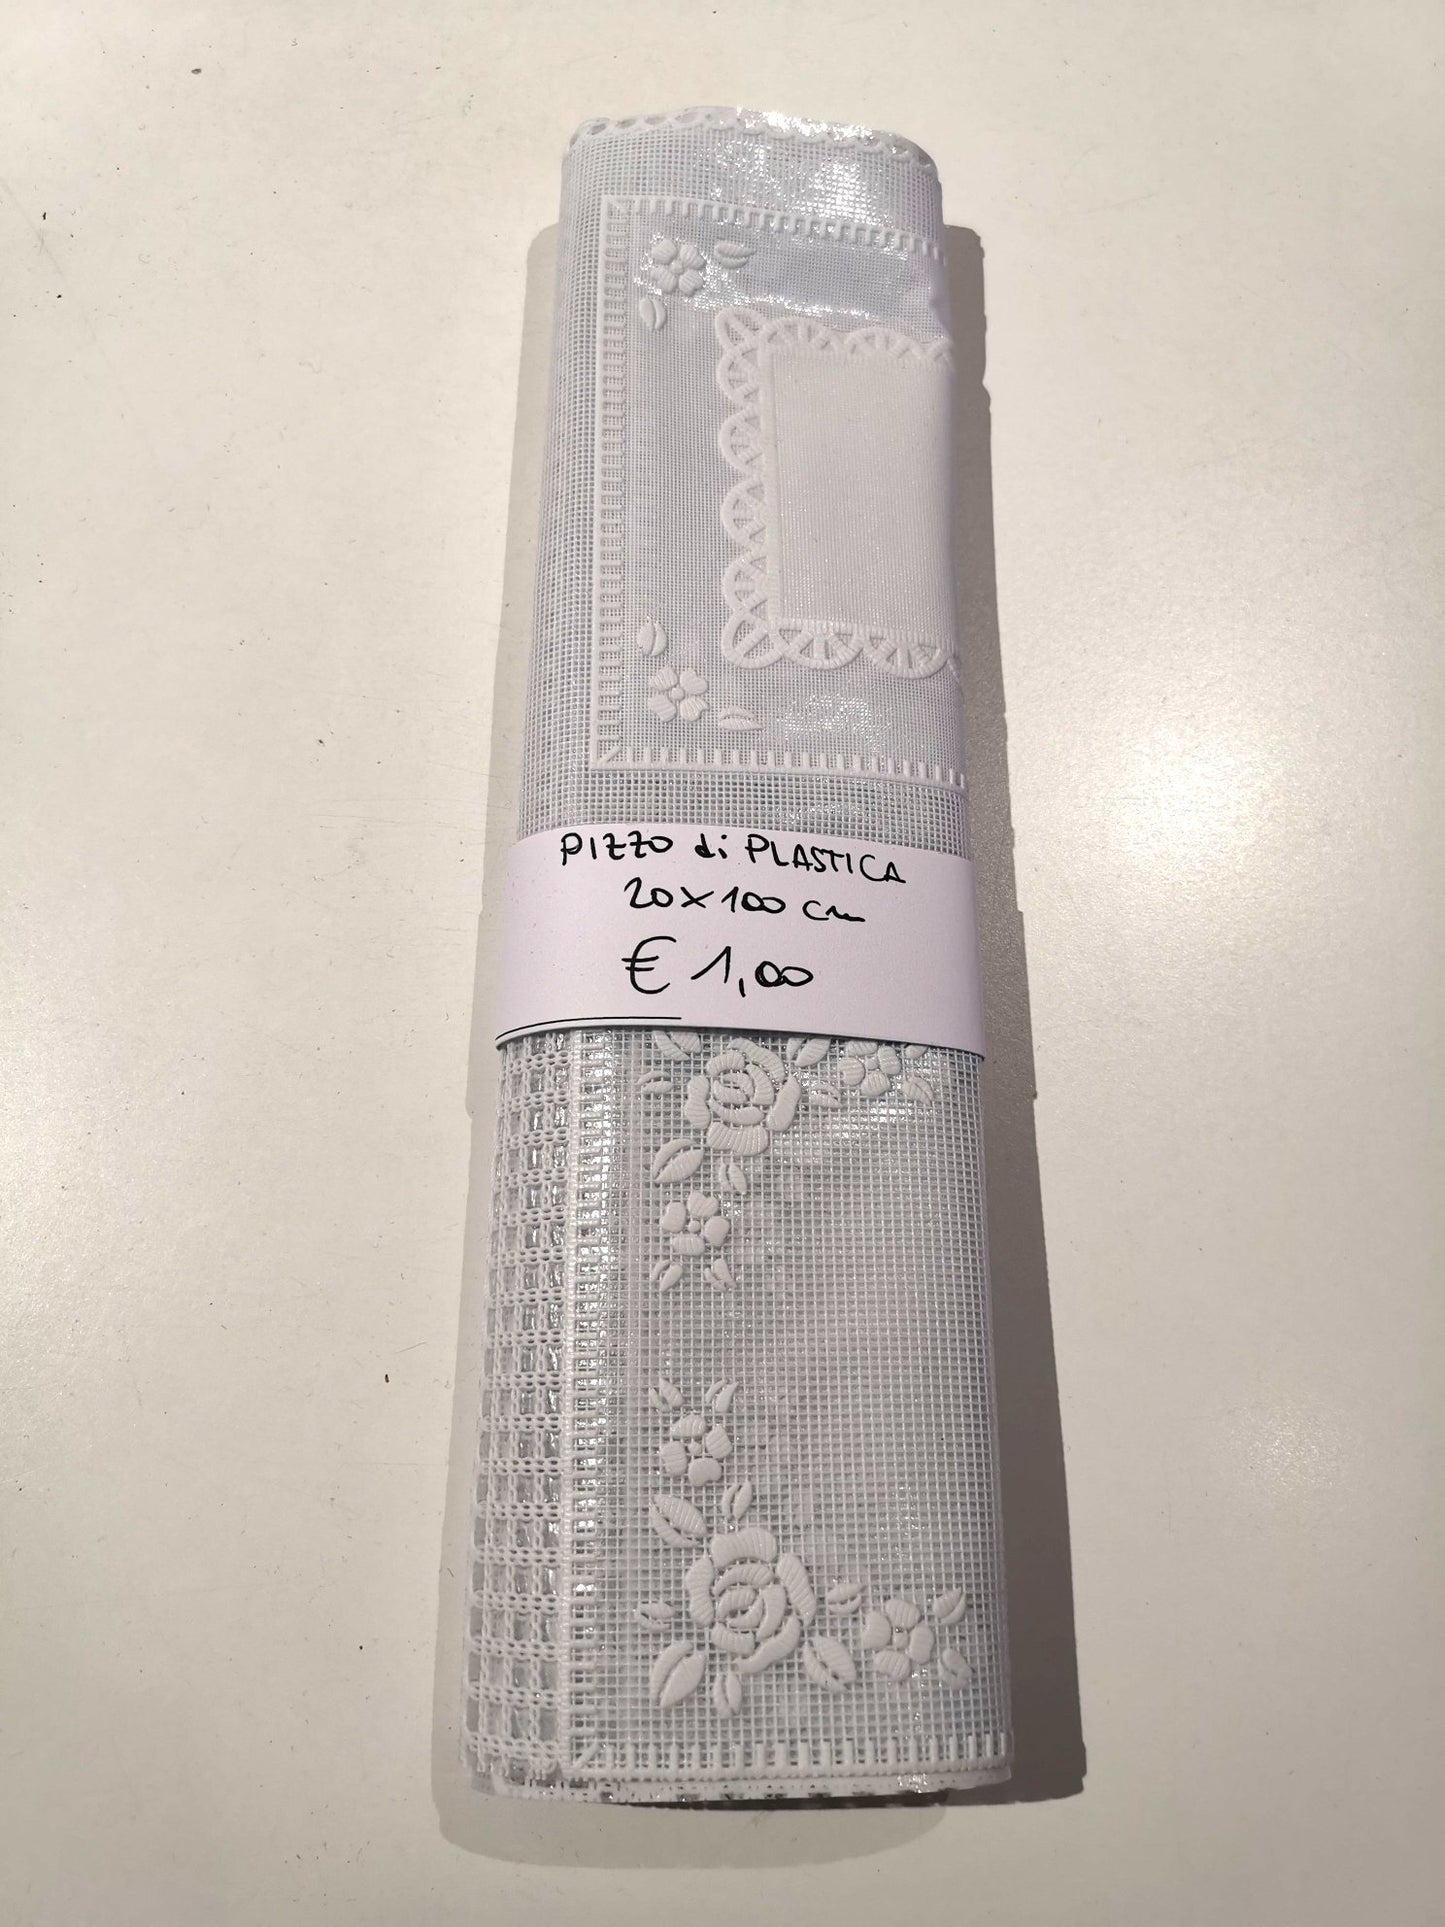 PIZZO di PLASTICA
20x100 cm
€ 1,00